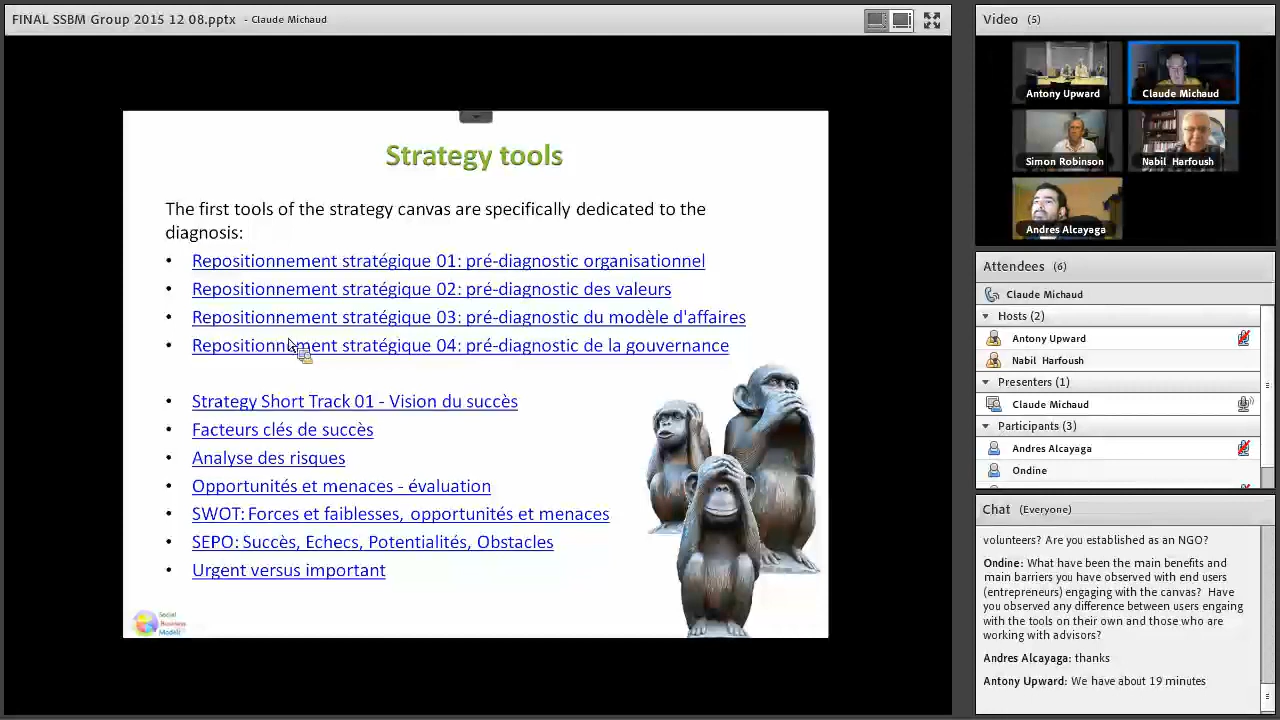 FINAL SSBM Group 2015 12 08.pptx - Claude Michaud
Strategy tools
The first tools of the strategy canvas are specifically dedicated to the
diagnosis:
• Repositionnement stratégique 01: pré-diagnostic organisationnel
• Repositionnement stratégique 02: pré-diagnostic des valeurs
• Repositionnement stratégique 03: pré-diagnostic du modèle d'affaires
• Repositionnement stratégique 04: pré-diagnostic de la gouvernance
• Strategy Short Track 01 - Vision du succès
• Facteurs clés de succès
• Analyse des risques
• Opportunités et menaces - évaluation
• SWOT: Forces et faiblesses, opportunités et menaces
• SEPO: Succès, Echecs, Potentialités, Obstacles
• Urgent versus important
Social
Business
Models
Video (5)
Antony Upward
Claude Michaud
Simon Robinson
Nabil Harfoush
Andres Alcayaga
Attendees (6)
Claude Michaud
Hosts (2)
Antony Upward
Nabil Harfoush
Presenters (1)
Claude Michaud
Participants (3)
Andres Alcayaga
Ondine
Chat (Everyone)
volunteers? Are you established as an NGO?
Ondine: What have been the main benefits and
main barriers you have observed with end users
(entrepreneurs) engaging with the canvas? Have
you observed any difference between users engaing
with the tools on their own and those who are
working with advisors?
Andres Alcayaga: thanks
Antony Upward: We have about 19 minutes